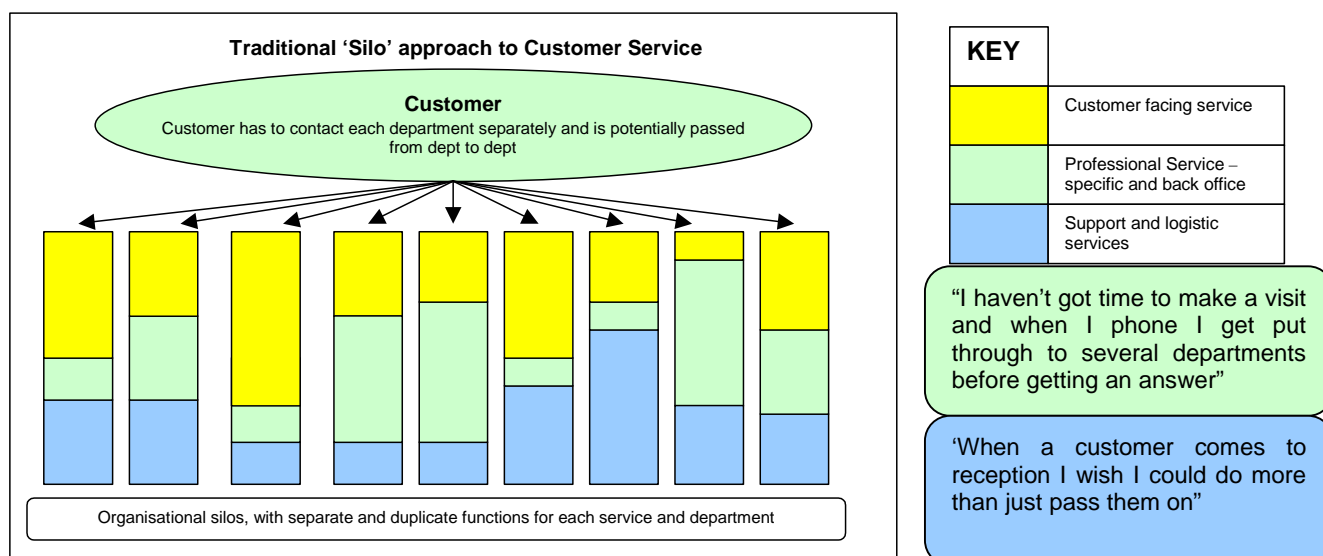 Traditional ‘Silo’ approach to Customer Service
Customer
Customer has to contact each department separately and is potentially passed
from dept to dept
Organisational silos, with separate and duplicate functions for each service and department
KEY
Customer facing service
Professional Service –
specific and back office
Support and logistic
services
“I haven’t got time to make a visit
and when I phone I get put
through to several departments
before getting an answer”
‘When a customer comes to
reception I wish I could do more
than just pass them on”